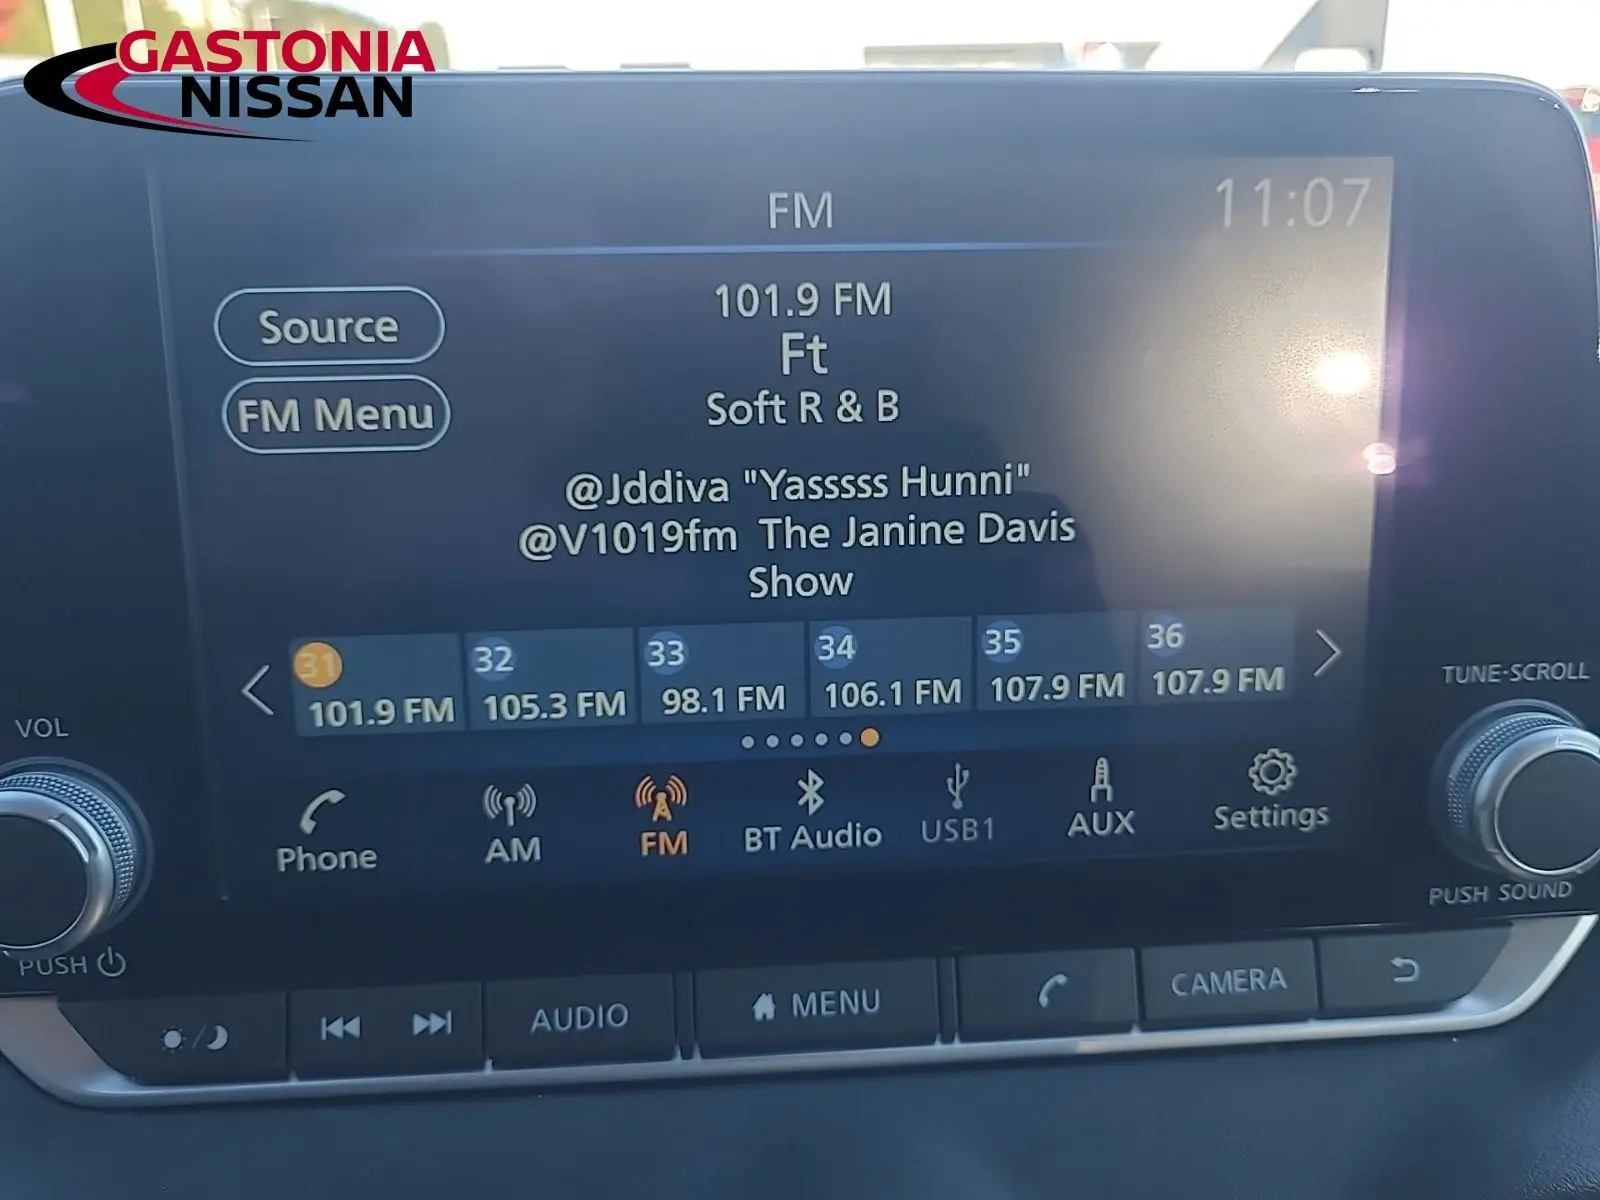 GASTONIA
NISSAN
FM
11:07
Source
FM Menu
101.9 FM
Ft
Soft R & B
@Jddiva "Yasssss Hunni"
@V1019fm The Janine Davis
Show
31
101.9 FM
32
105.3 FM
33
98.1 FM
34
106.1 FM
35
107.9 FM
36
107.9 FM
Phone
AM
FM
BT Audio
USB1
AUX
Settings
VOL
PUSH
TUNE·SCROLL
PUSH SOUND
AUDIO
MENU
CAMERA